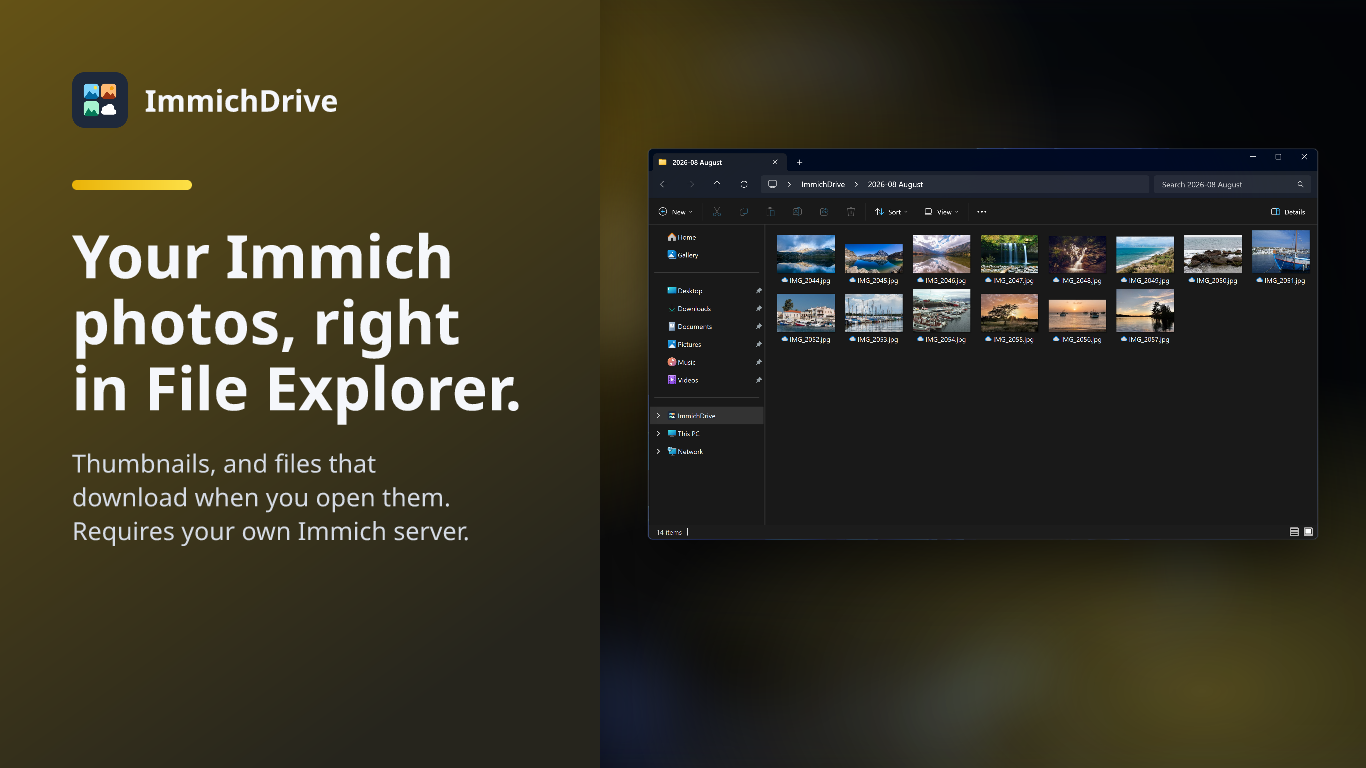 ImmichDrive
Your Immich
photos, right
in File Explorer.
Thumbnails, and files that
download when you open them.
Requires your own Immich server.
2026-08 August
ImmichDrive
2026-08 August
Search 2026-08 August
New
Sort
View
Details
Home
Gallery
Desktop
Downloads
Documents
Pictures
Music
Videos
ImmichDrive
This PC
Network
IMG_2044.jpg
IMG_2045.jpg
IMG_2046.jpg
IMG_2047.jpg
IMG_2048.jpg
IMG_2049.jpg
IMG_2050.jpg
IMG_2051.jpg
IMG_2052.jpg
IMG_2053.jpg
IMG_2054.jpg
IMG_2055.jpg
IMG_2056.jpg
IMG_2057.jpg
14 items